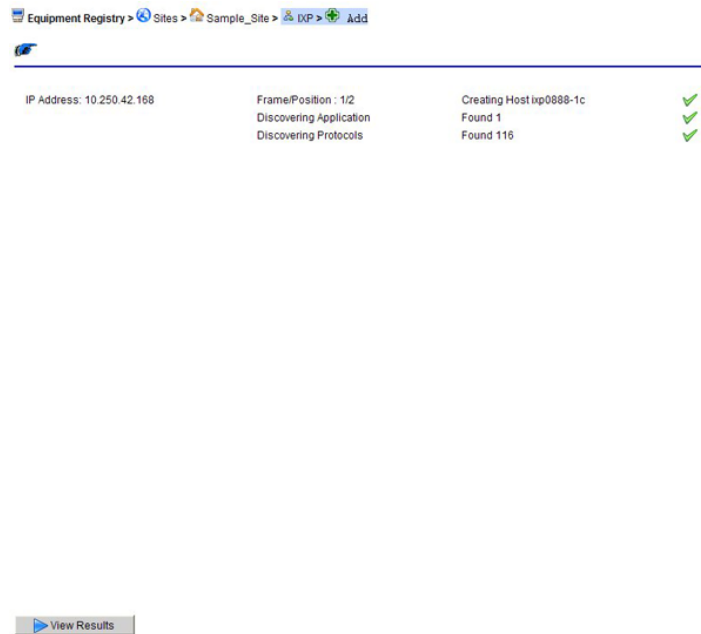 Equipment Registry > Sites > Sample_Site > IXP > Add
IP Address: 10.250.42.168 Frame/Position : 1/2 Creating Host ixp0888-1c
Discovering Application Found 1
Discovering Protocols Found 116
View Results